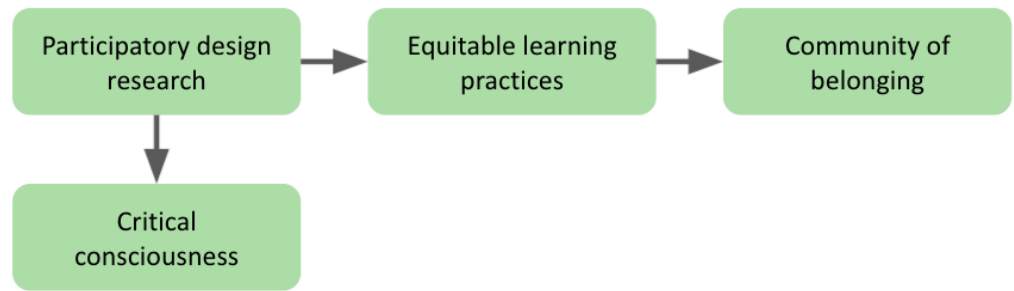 Participatory design
research
Equitable learning
practices
Community of
belonging
Critical
consciousness